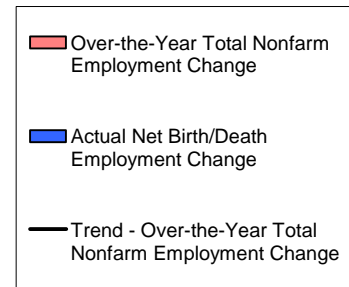 Over-the-Year Total Nonfarm
Employment Change
Actual Net Birth/Death
Employment Change
Trend - Over-the-Year Total
Nonfarm Employment Change